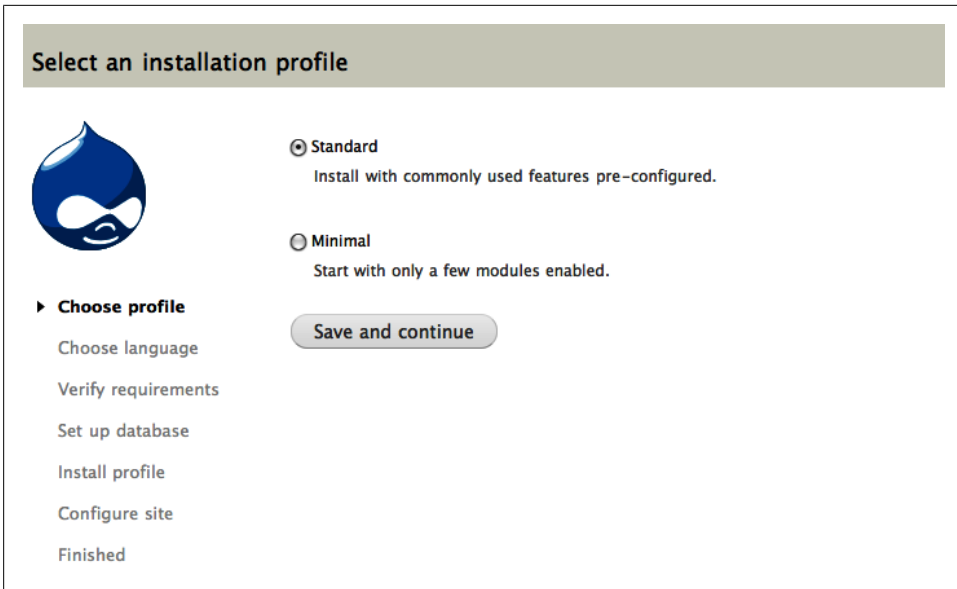 Select an installation profile
Standard
Install with commonly used features pre-configured.
Minimal
Start with only a few modules enabled.
Save and continue
Choose profile
Choose language
Verify requirements
Set up database
Install profile
Configure site
Finished